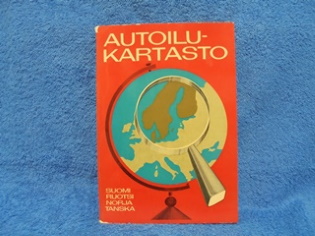 AUTOILU-
KARTASTO
SUOMI
RUOTSI
NORJA
TANSKA